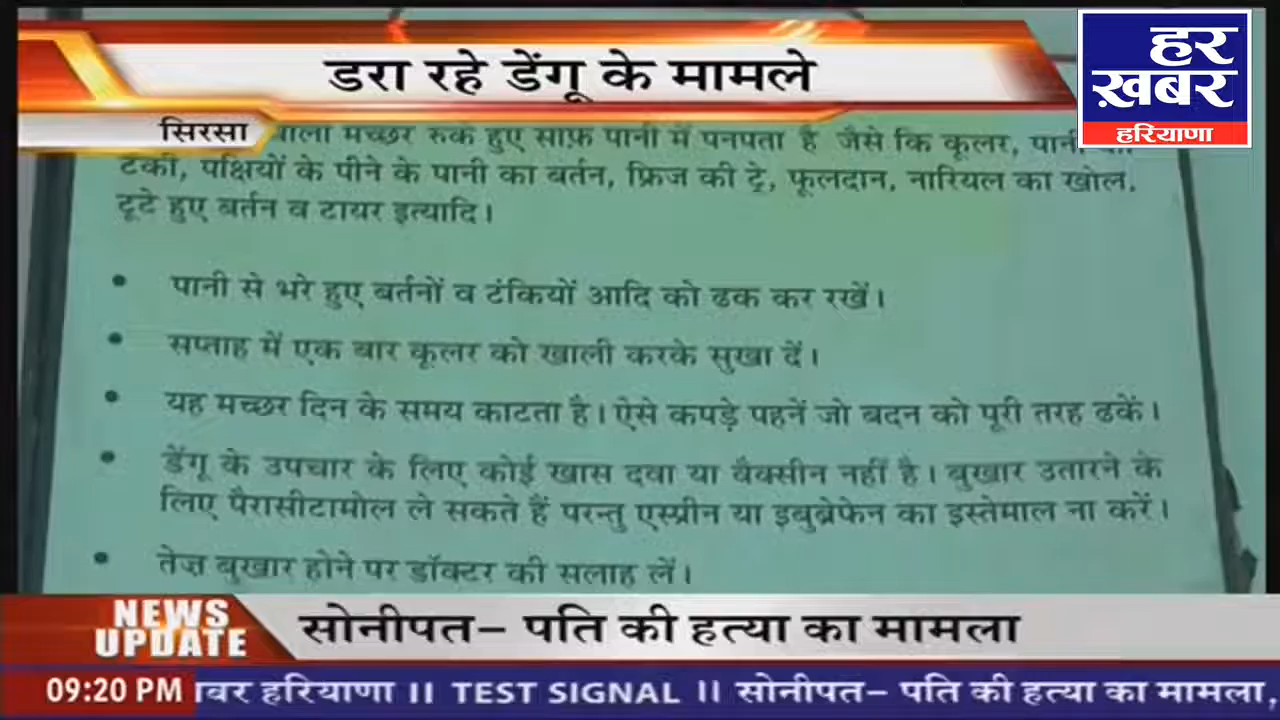 डरा रहे डेंगू के मामले
हर
ख़बर
हरियाणा
सिरसा
वाला मच्छर रुके हुए साफ़ पानी में पनपता है जैसे कि कूलर, पानी
टंकी, पक्षियों के पीने के पानी का बर्तन, फ्रिज की ट्रे, फूलदान, नारियल का खोल,
टूटे हुए बर्तन व टायर इत्यादि।
• पानी से भरे हुए बर्तनों व टंकियों आदि को ढक कर रखें।
• सप्ताह में एक बार कूलर को खाली करके सुखा दें।
• यह मच्छर दिन के समय काटता है। ऐसे कपड़े पहनें जो बदन को पूरी तरह ढकें।
• डेंगू के उपचार के लिए कोई खास दवा या वैक्सीन नहीं है। बुखार उतारने के
लिए पैरासीटामोल ले सकते हैं परन्तु एस्प्रीन या इबुब्रेफेन का इस्तेमाल ना करें।
• तेज़ बुखार होने पर डॉक्टर की सलाह लें।
NEWS
UPDATE
सोनीपत– पति की हत्या का मामला
09:20 PM
खबर हरियाणा II TEST SIGNAL II सोनीपत– पति की हत्या का मामला,